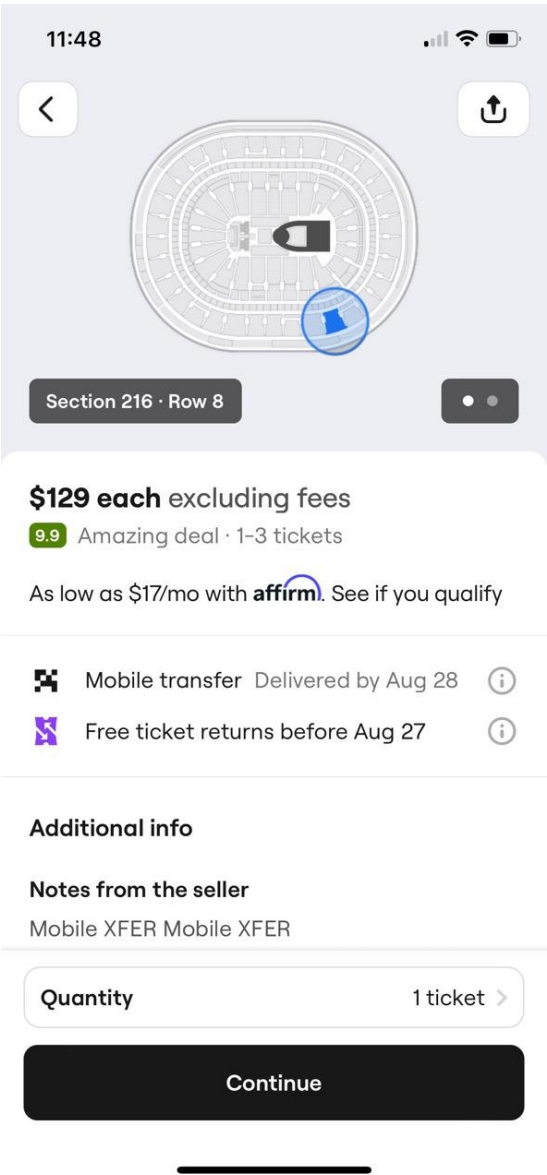 11:48
Section 216 · Row 8
$129 each excluding fees
9.9 Amazing deal · 1-3 tickets
As low as $17/mo with affirm. See if you qualify
Mobile transfer Delivered by Aug 28
Free ticket returns before Aug 27
Additional info
Notes from the seller
Mobile XFER Mobile XFER
Quantity 1 ticket
Continue